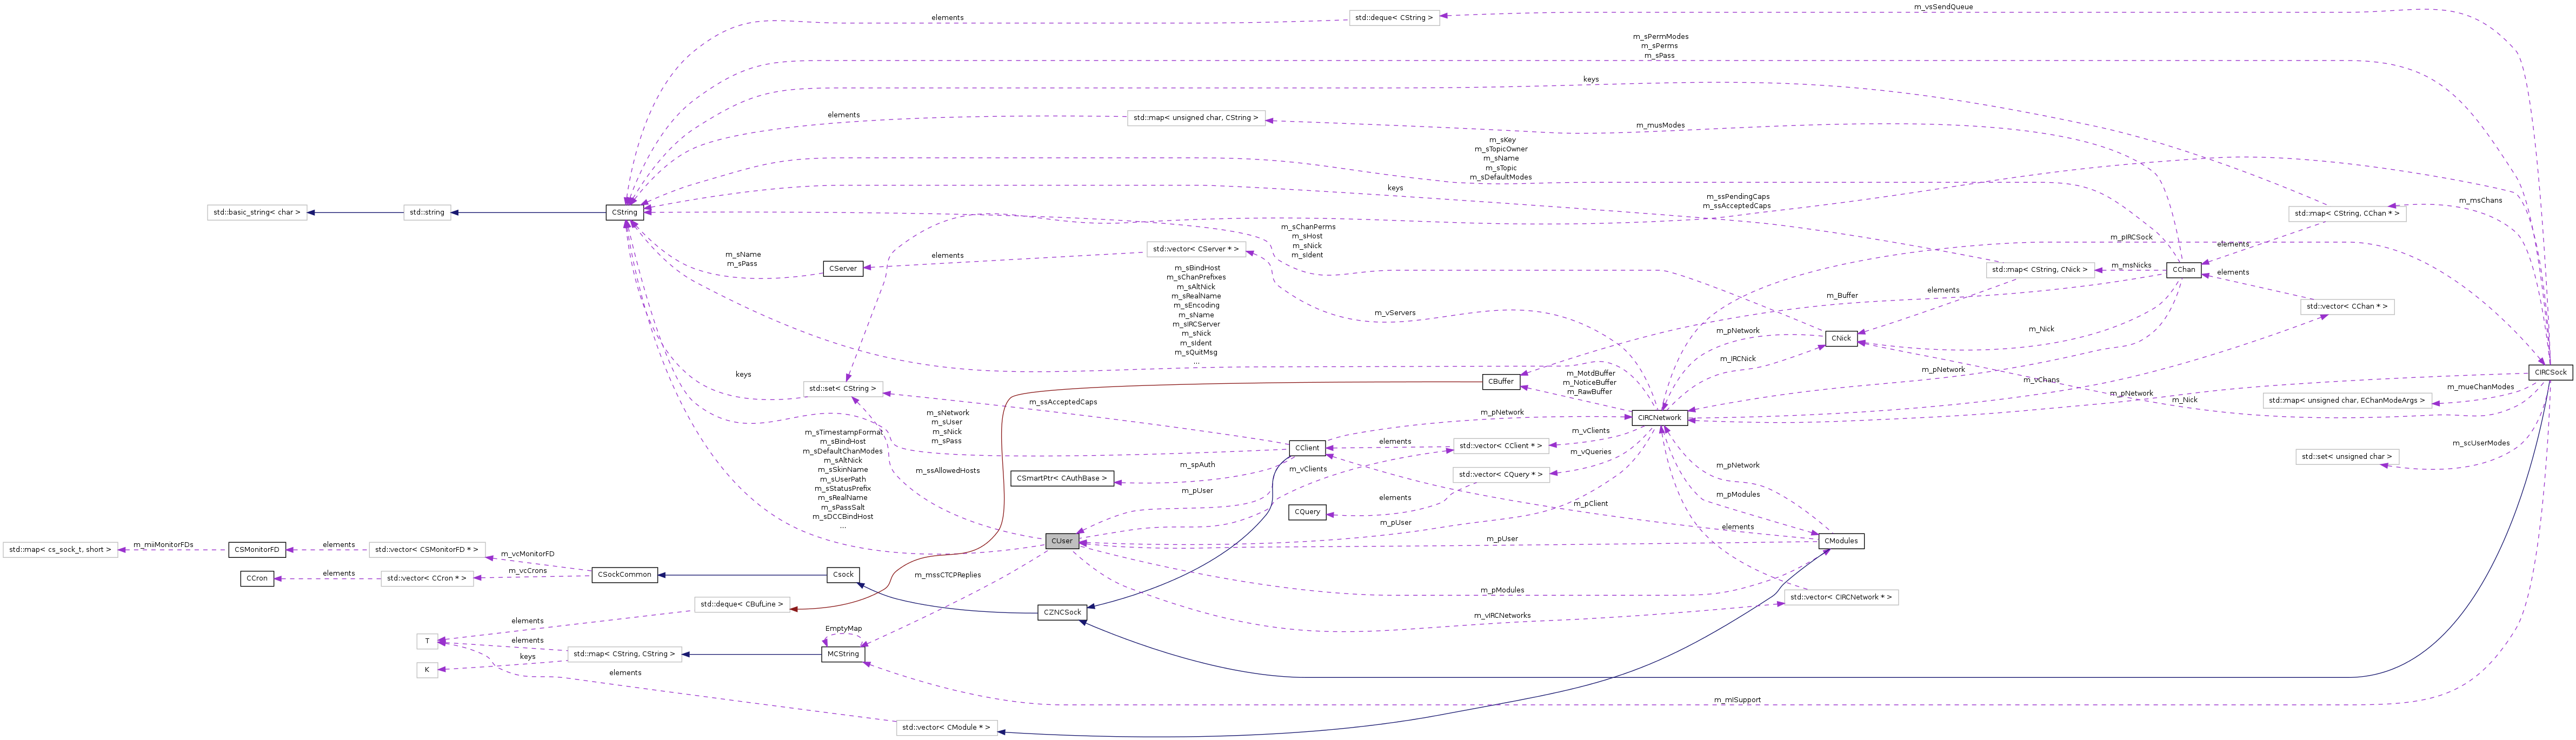 m_vsSendQueue
elements
std::deque< CString >
m_sPermModes
m_sPerms
m_sPass
keys
elements
std::map< unsigned char, CString >
m_musModes
m_sKey
m_sTopicOwner
m_sName
m_sTopic
m_sDefaultModes
keys
m_ssPendingCaps
m_ssAcceptedCaps
m_msChans
std::map< CString, CChan * >
std::basic_string< char >
std::string
CString
m_sChanPerms
m_sHost
m_sNick
m_sIdent
m_pIRCSock
elements
std::vector< CServer * >
m_sName
m_sPass
elements
CServer
m_msNicks
std::map< CString, CNick >
CChan
elements
m_sBindHost
m_sChanPrefixes
m_sAltNick
m_sRealName
m_sEncoding
m_sName
m_sIRCServer
m_sNick
m_sIdent
m_sQuitMsg
...
m_Buffer
elements
std::vector< CChan * >
m_vServers
m_pNetwork
m_Nick
CNick
m_IRCNick
keys
std::set< CString >
CBuffer
m_MotdBuffer
m_NoticeBuffer
m_RawBuffer
m_pNetwork
m_vChans
CIRCSock
m_mueChanModes
m_pNetwork
m_Nick
std::map< unsigned char, EChanModeArgs >
m_ssAcceptedCaps
m_sNetwork
m_sUser
m_sNick
m_sPass
m_pNetwork
CIRCNetwork
m_vClients
m_scUserModes
std::set< unsigned char >
m_sTimestampFormat
m_sBindHost
m_sDefaultChanModes
m_sAltNick
m_sSkinName
m_sUserPath
m_sStatusPrefix
m_sRealName
m_sPassSalt
m_sDCCBindHost
...
m_ssAllowedHosts
CClient
elements
std::vector< CClient * >
m_vQueries
m_spAuth
m_vClients
CSmartPtr< CAuthBase >
std::vector< CQuery * >
m_pNetwork
m_pUser
elements
m_pModules
CQuery
m_pClient
m_pUser
elements
CUser
m_pUser
CModules
std::map< cs_sock_t, short >
m_miiMonitorFDs
CSMonitorFD
elements
std::vector< CSMonitorFD * >
m_vcMonitorFD
CCron
elements
std::vector< CCron * >
m_vcCrons
CSockCommon
Csock
m_mssCTCPReplies
m_pModules
std::vector< CIRCNetwork * >
std::deque< CBufLine >
CZNCSock
m_vIRCNetworks
elements
T
elements
EmptyMap
std::map< CString, CString >
MCString
keys
K
elements
m_mISupport
std::vector< CModule * >